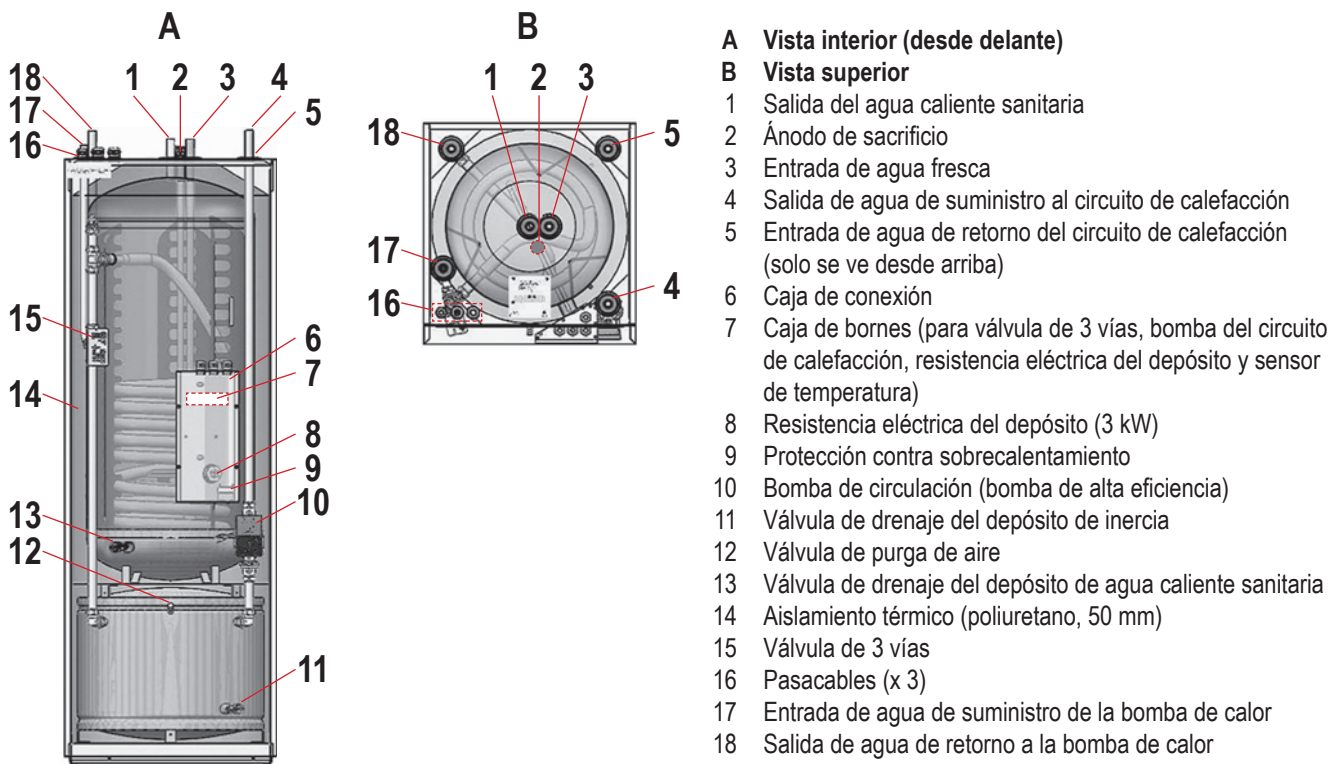 A
B
18
1
2
3
4
17
5
16
15
6
7
14
8
9
10
13
12
11
1
2
3
18
5
17
16
4
A Vista interior (desde delante)
B Vista superior
1 Salida del agua caliente sanitaria
2 Ánodo de sacrificio
3 Entrada de agua fresca
4 Salida de agua de suministro al circuito de calefacción
5 Entrada de agua de retorno del circuito de calefacción
(solo se ve desde arriba)
6 Caja de conexión
7 Caja de bornes (para válvula de 3 vías, bomba del circuito
de calefacción, resistencia eléctrica del depósito y sensor
de temperatura)
8 Resistencia eléctrica del depósito (3 kW)
9 Protección contra sobrecalentamiento
10 Bomba de circulación (bomba de alta eficiencia)
11 Válvula de drenaje del depósito de inercia
12 Válvula de purga de aire
13 Válvula de drenaje del depósito de agua caliente sanitaria
14 Aislamiento térmico (poliuretano, 50 mm)
15 Válvula de 3 vías
16 Pasacables (x 3)
17 Entrada de agua de suministro de la bomba de calor
18 Salida de agua de retorno a la bomba de calor